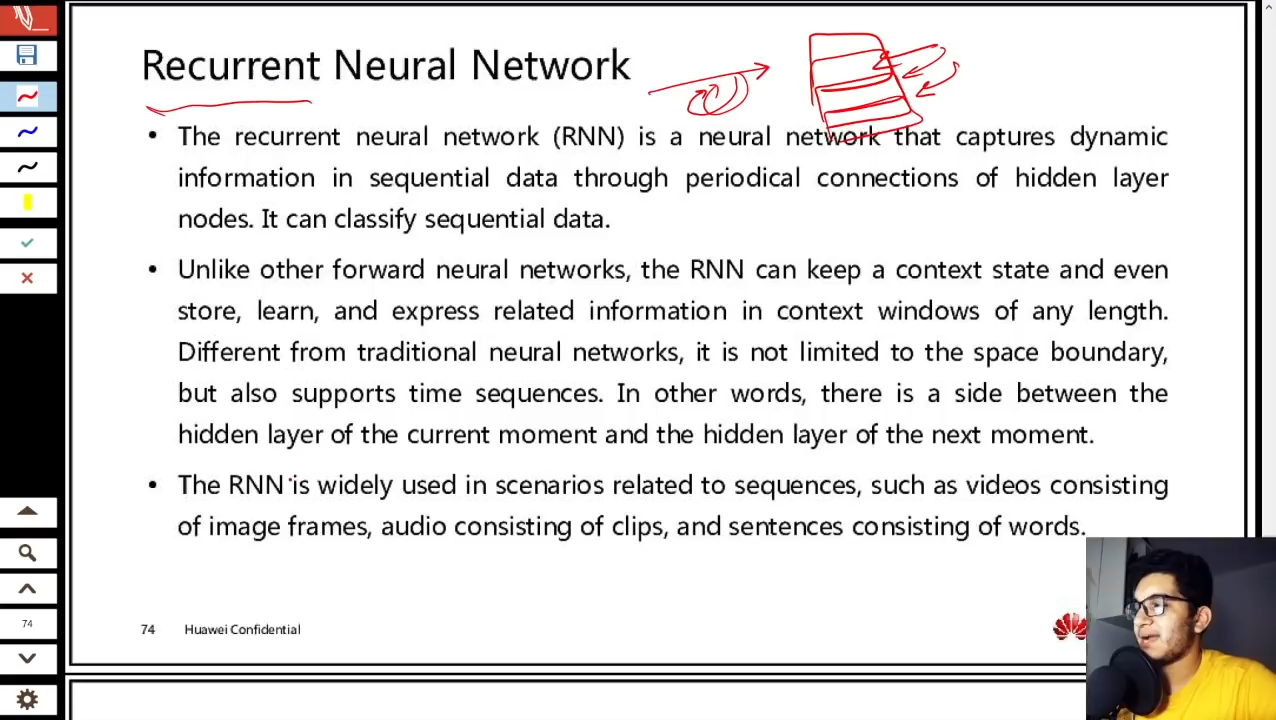 Recurrent Neural Network
• The recurrent neural network (RNN) is a neural network that captures dynamic
information in sequential data through periodical connections of hidden layer
nodes. It can classify sequential data.
• Unlike other forward neural networks, the RNN can keep a context state and even
store, learn, and express related information in context windows of any length.
Different from traditional neural networks, it is not limited to the space boundary,
but also supports time sequences. In other words, there is a side between the
hidden layer of the current moment and the hidden layer of the next moment.
• The RNN is widely used in scenarios related to sequences, such as videos consisting
of image frames, audio consisting of clips, and sentences consisting of words.
74
74 Huawei Confidential